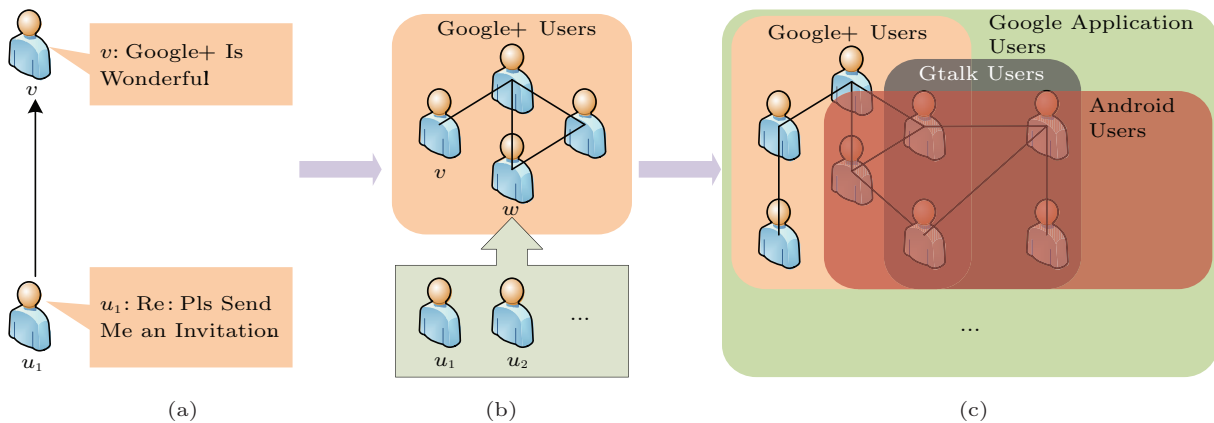 v: Google+ Is
Wonderful
v
u₁: Re: Pls Send
Me an Invitation
u₁
(a)
Google+ Users
v
w
u₁
u₂
...
(b)
Google Application
Users
Google+ Users
Gtalk Users
Android
Users
...
(c)